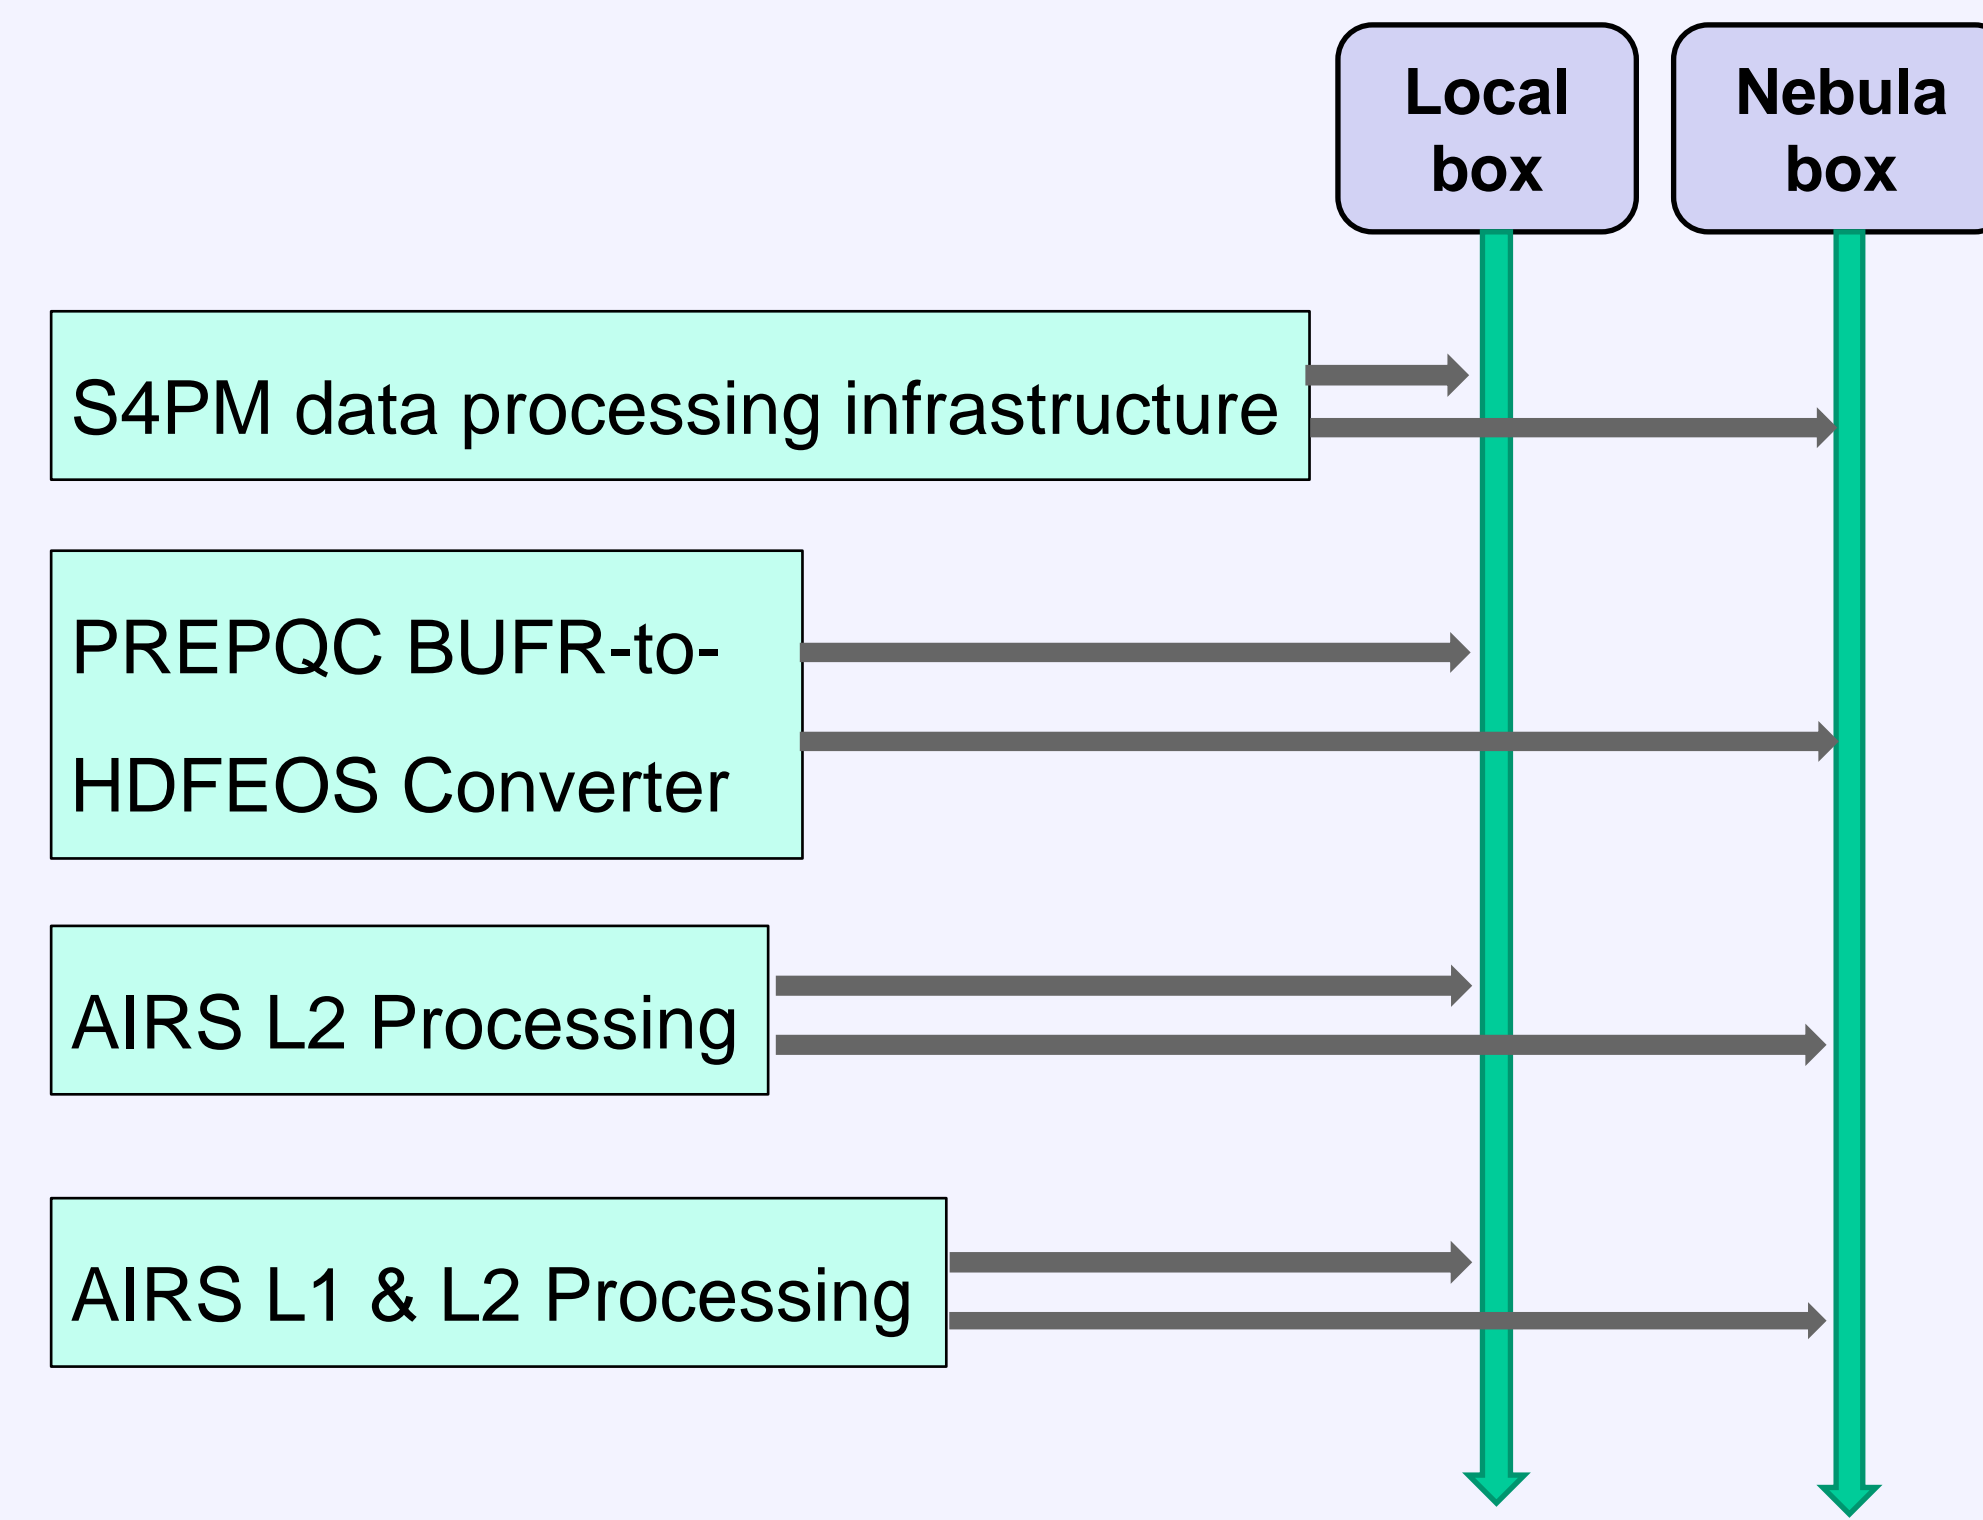 Local
box
Nebula
box
S4PM data processing infrastructure
PREPQC BUFR-to-
HDFEOS Converter
AIRS L2 Processing
AIRS L1 & L2 Processing